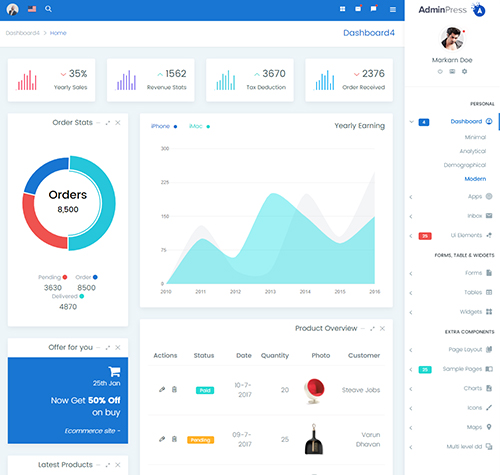 AdminPress
A
Dashboard4 > Home
Dashboard4
Markarn Doe
35%
Yearly Sales
1562
Revenue Stats
3670
Tax Deduction
2376
Order Received
PERSONAL
4 Dashboard
Minimal
Analytical
Demographical
Modern
Apps
Inbox
25 Ui Elements
FORMS, TABLE & WIDGETS
Forms
Tables
Widgets
EXTRA COMPONENTS
Page Layout
25 Sample Pages
Charts
Icons
Maps
Multi level dd
Order Stats
Orders
8,500
Pending Order
3630 8500
Delivered
4870
iPhone
Yearly Earning
300
225
150
75
0
2010 2011 2012 2013 2014 2015 2016
Offer for you
25th Jan
Now Get 50% Off
on buy
Ecommerce site -
Latest Products
Product Overview
Actions Status Date Quantity Photo Customer
Paid 10-7-
2017 20 Steave Jobs
Pending 09-7-
2017 25 Varun
Dhavan